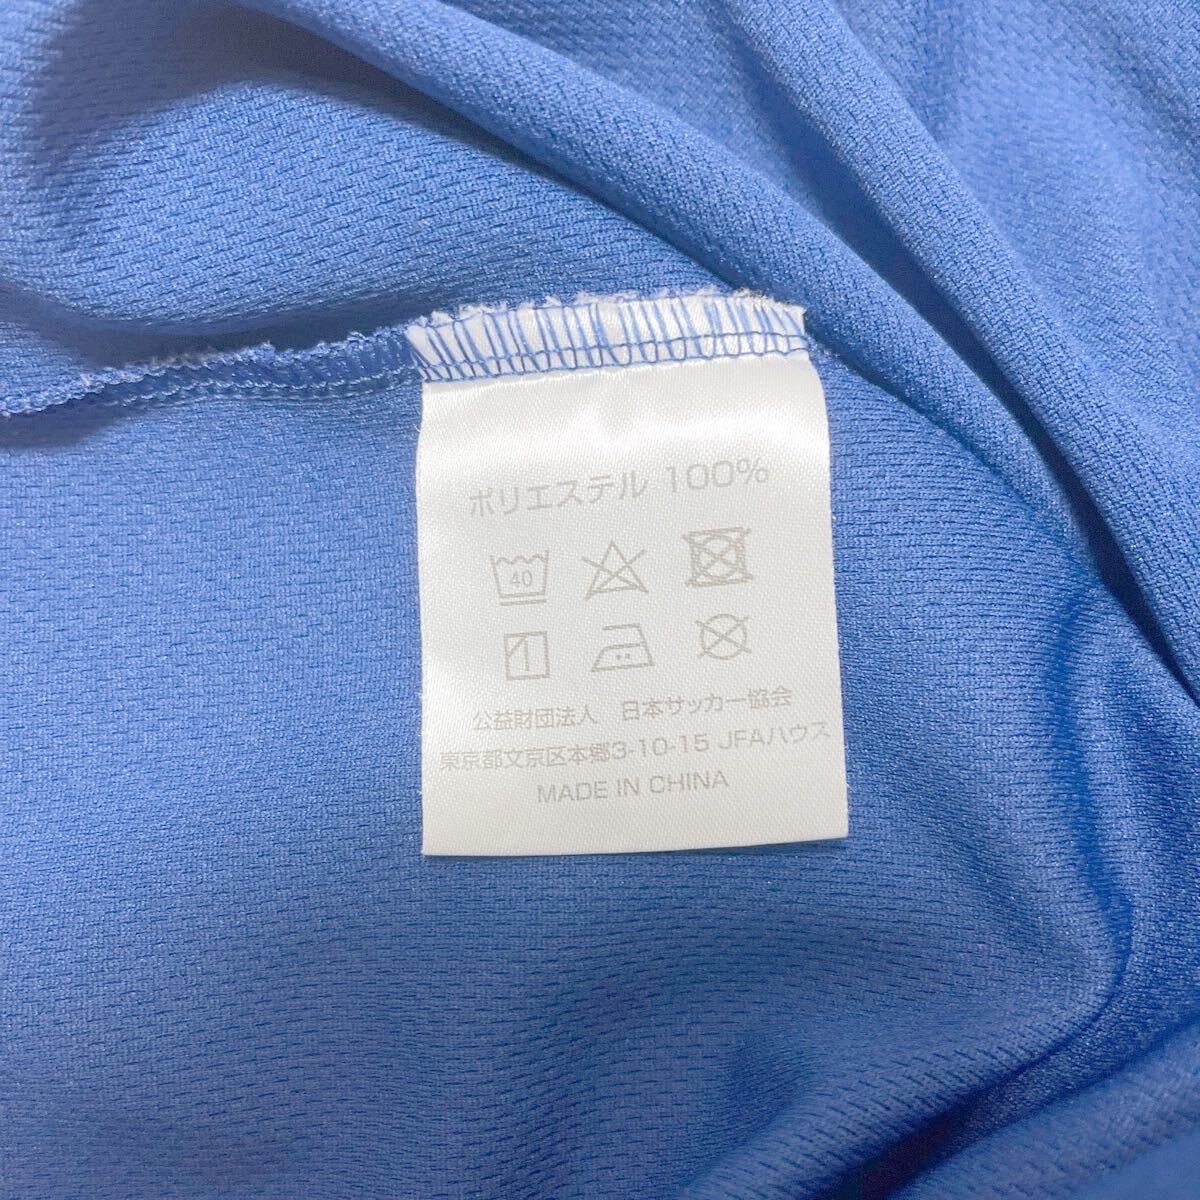 ポリエステル 100%
40
公益財団法人 日本サッカー協会
東京都文京区本郷3-10-15 JFAハウス
MADE IN CHINA